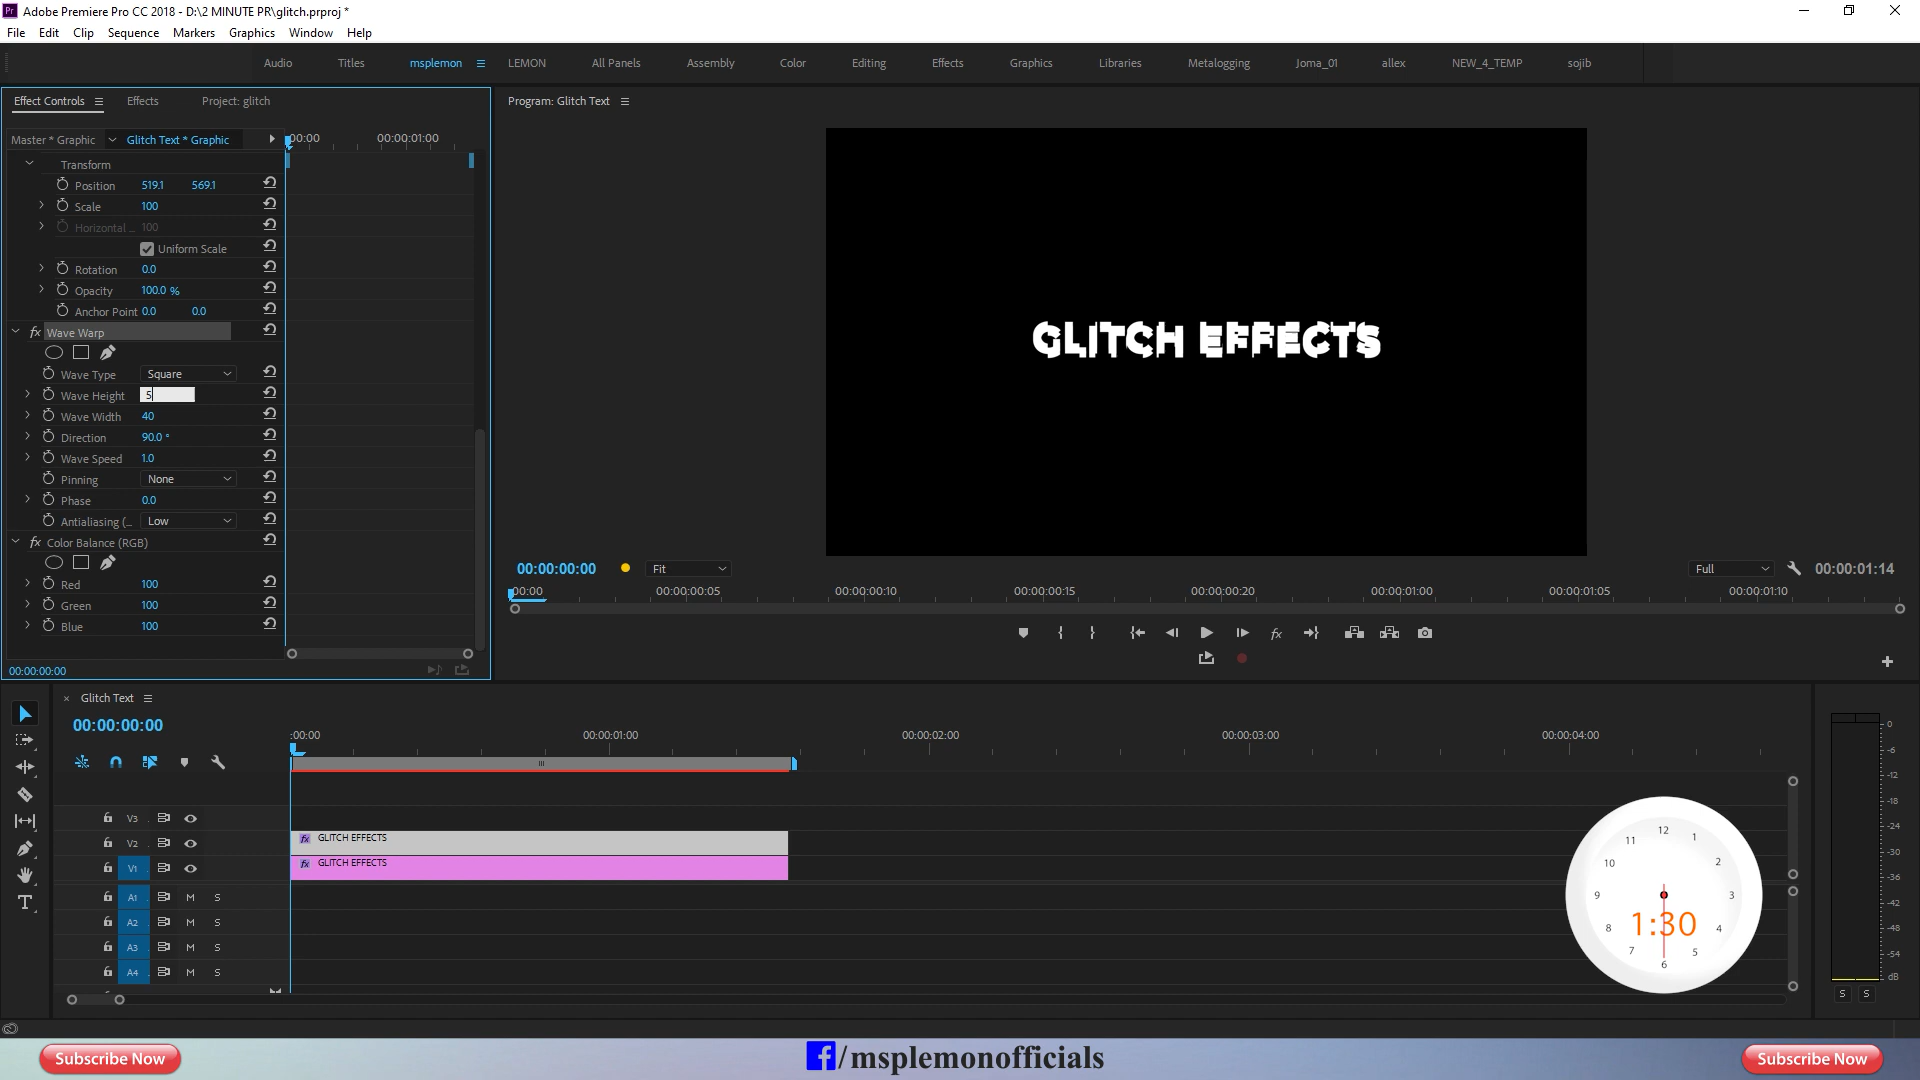 Pr Adobe Premiere Pro CC 2018 - D:\2 MINUTE PR\glitch.prproj *
File Edit Clip Sequence Markers Graphics Window Help
Audio Titles msplemon LEMON All Panels Assembly Color Editing Effects Graphics Libraries Metalogging Joma_01 allex NEW_4_TEMP sojib
Effect Controls Effects Project: glitch
Program: Glitch Text
Master * Graphic Glitch Text * Graphic
:00:00 00:00:01:00
Transform
Position 519.1 569.1
Scale 100
Horizontal ... 100
Uniform Scale
Rotation 0.0
Opacity 100.0 %
Anchor Point 0.0 0.0
fx Wave Warp
Wave Type Square
Wave Height 5
Wave Width 40
Direction 90.0 °
Wave Speed 1.0
Pinning None
Phase 0.0
Antialiasing (... Low
fx Color Balance (RGB)
Red 100
Green 100
Blue 100
00:00:00:00
GLITCH EFFECTS
00:00:00:00 Fit Full 00:00:01:14
:00:00 00:00:00:05 00:00:00:10 00:00:00:15 00:00:00:20 00:00:01:00 00:00:01:05 00:00:01:10
fx
Glitch Text
00:00:00:00
:00:00 00:00:01:00 00:00:02:00 00:00:03:00 00:00:04:00
V3
V2
fx GLITCH EFFECTS
V1
fx GLITCH EFFECTS
A1 M S
A2 M S
A3 M S
A4 M S
T
12 1 2 3 4 5 6 7 8 9 10 11
1:30
0
-6
-12
-18
-24
-30
-36
-42
-48
-54
dB
S S
Subscribe Now
f/msplemonofficials
Subscribe Now